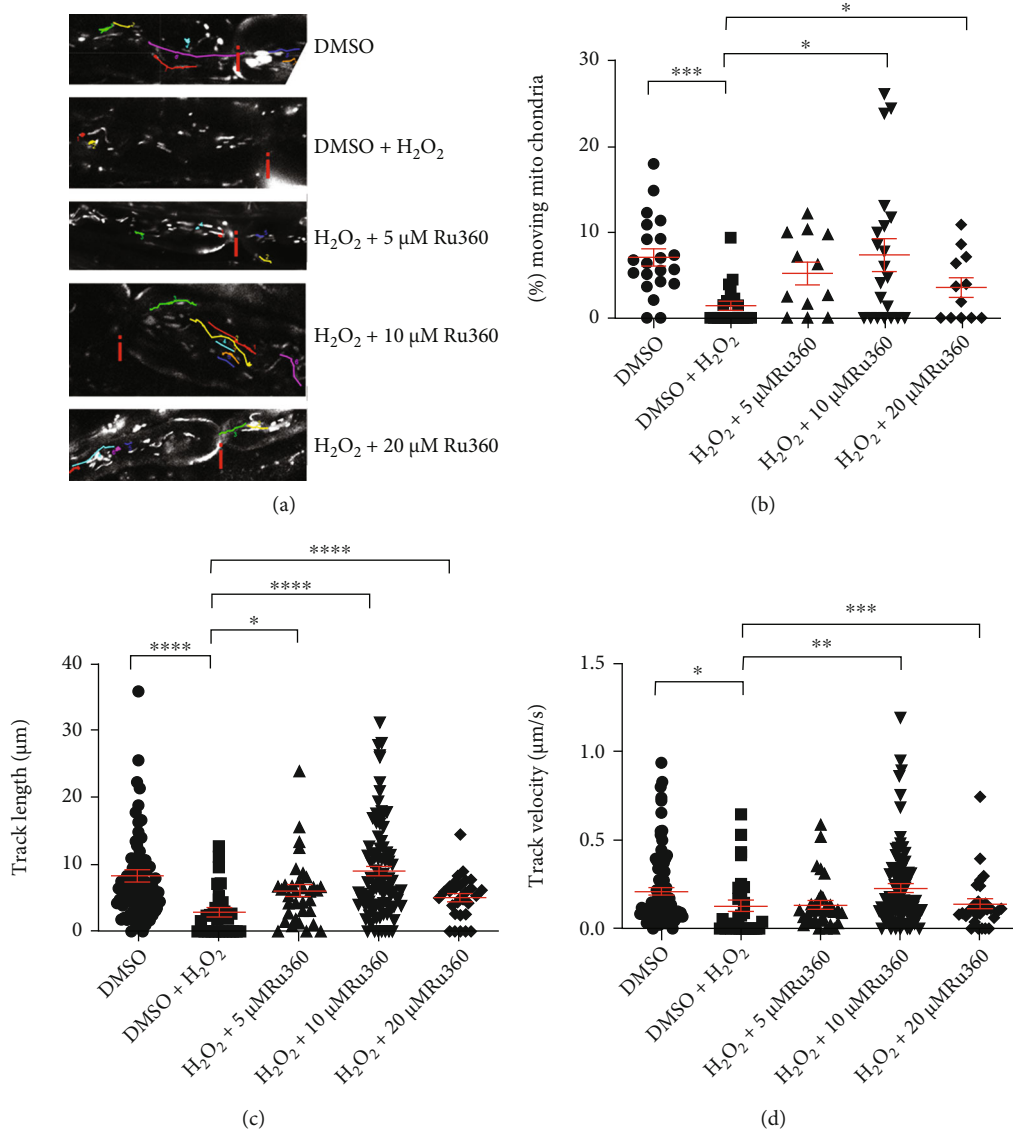 DMSO
i
DMSO + H₂O₂
i
H₂O₂ + 5 μM Ru360
i
H₂O₂ + 10 μM Ru360
i
H₂O₂ + 20 μM Ru360
i
(a)
*
*
***
30
20
10
0
(%) moving mito chondria
DMSO
DMSO + H₂O₂
H₂O₂ + 5 μMRu360
H₂O₂ + 10 μMRu360
H₂O₂ + 20 μMRu360
(b)
****
****
*
****
40
30
20
10
0
Track length (μm)
DMSO
DMSO + H₂O₂
H₂O₂ + 5 μMRu360
H₂O₂ + 10 μMRu360
H₂O₂ + 20 μMRu360
(c)
***
**
*
1.5
1.0
0.5
0.0
Track velocity (μm/s)
DMSO
DMSO + H₂O₂
H₂O₂ + 5 μMRu360
H₂O₂ + 10 μMRu360
H₂O₂ + 20 μMRu360
(d)